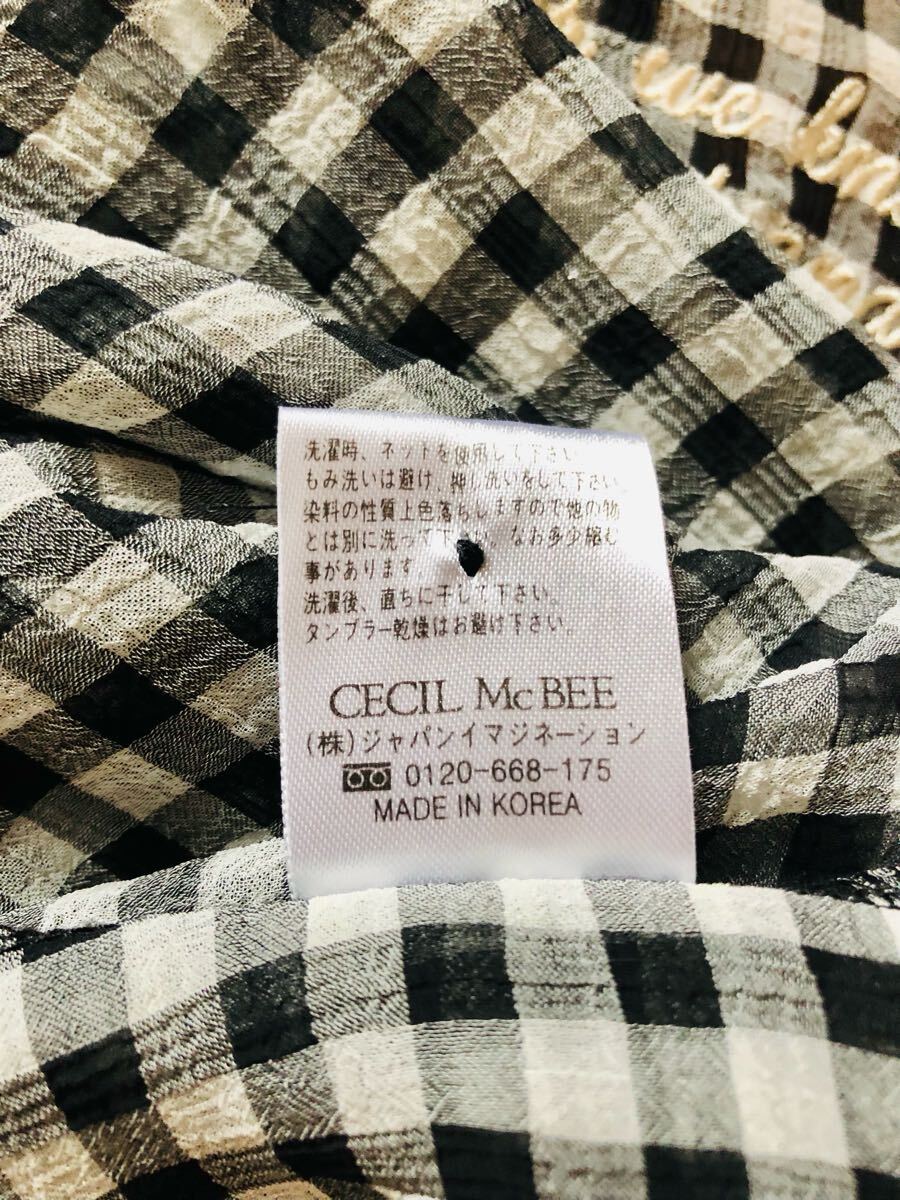 洗濯時、ネットを使用して下さい。
もみ洗いは避け、押し洗いをして下さい。
染料の性質上色落ちしますので他の物
とは別に洗って下さい。なお多少縮む
事があります。
洗濯後、直ちに干して下さい。
タンブラー乾燥はお避け下さい。
CECIL McBEE
(株)ジャパンイマジネーション
0120-668-175
MADE IN KOREA